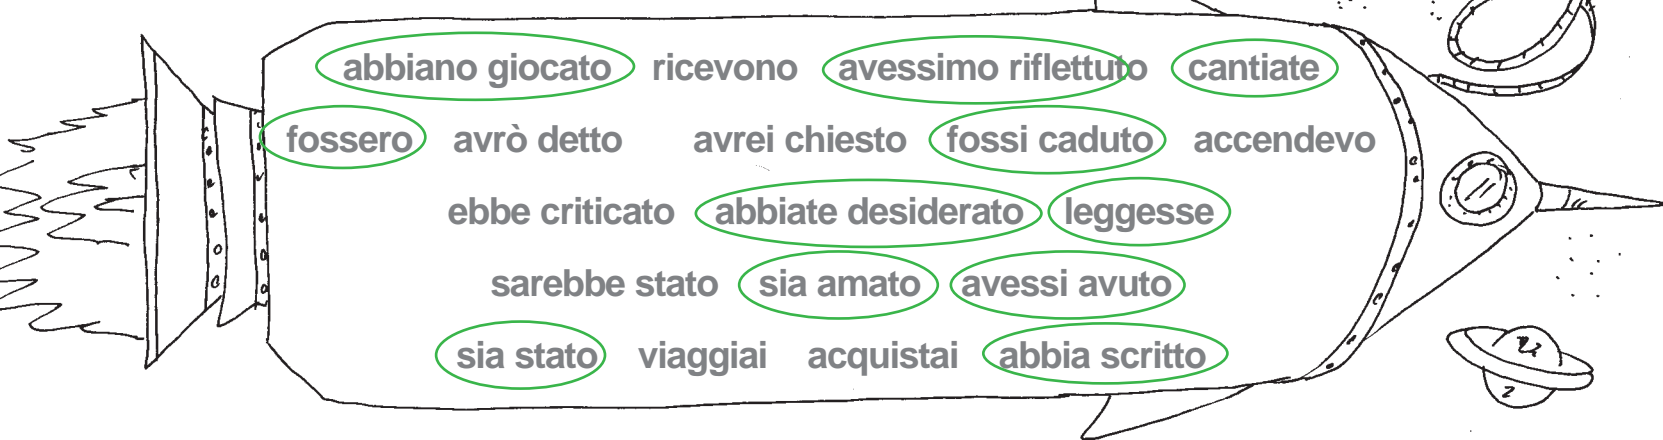 abbiano giocato ricevono avessimo riflettuto cantiate
fossero avrò detto avrei chiesto fossi caduto accendevo
ebbe criticato abbiate desiderato leggesse
sarebbe stato sia amato avessi avuto
sia stato viaggiai acquistai abbia scritto